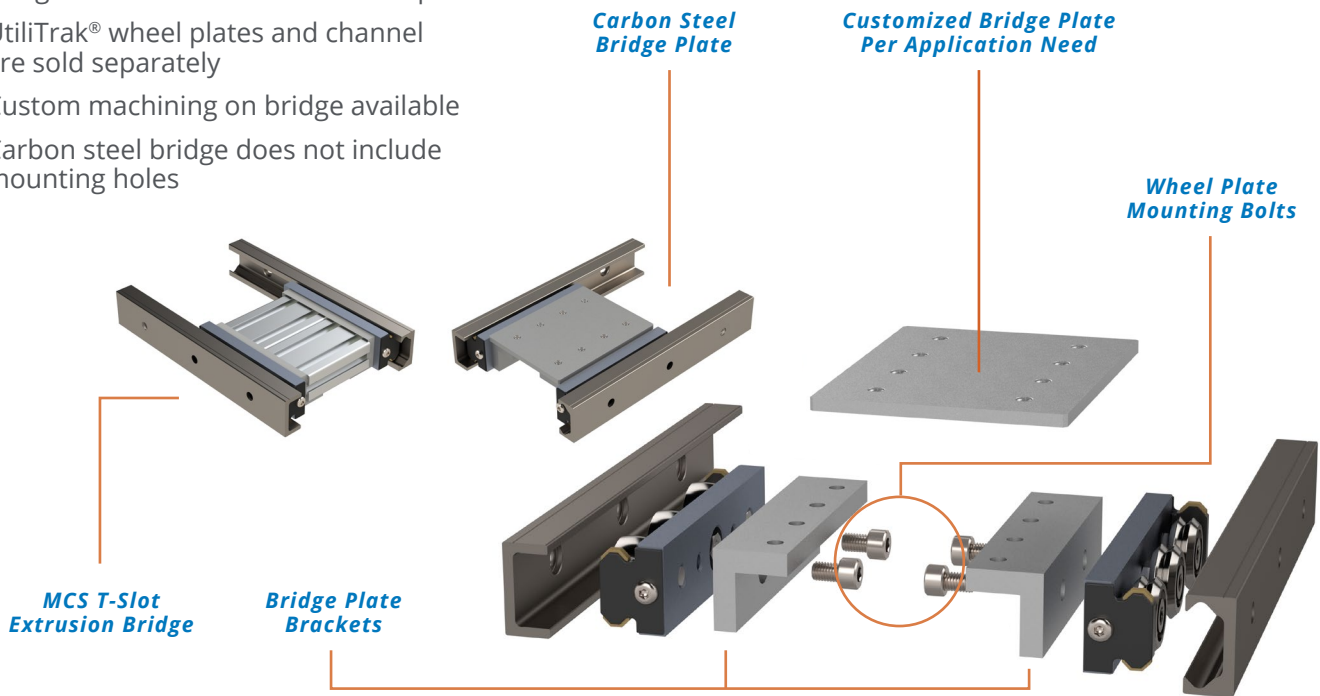 UtiliTrak® wheel plates and channel
are sold separately
Custom machining on bridge available
Carbon steel bridge does not include
mounting holes
Carbon Steel
Bridge Plate
Customized Bridge Plate
Per Application Need
Wheel Plate
Mounting Bolts
MCS T-Slot
Extrusion Bridge
Bridge Plate
Brackets